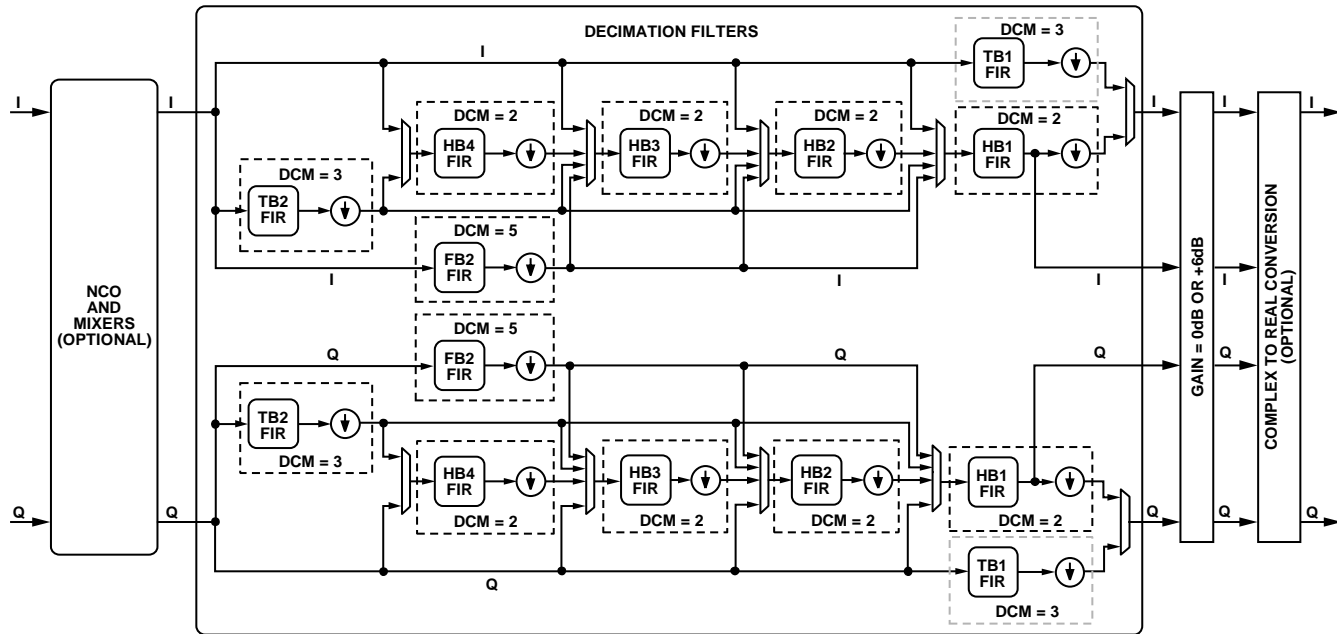 DECIMATION FILTERS
DCM = 3
I
TB1
FIR
I
I
I
I
I
DCM = 2
DCM = 2
DCM = 2
DCM = 2
HB4
FIR
HB3
FIR
HB2
FIR
HB1
FIR
DCM = 3
TB2
FIR
DCM = 5
FB2
FIR
I
I
I
I
NCO
AND
MIXERS
(OPTIONAL)
GAIN = 0dB OR +6dB
COMPLEX TO REAL CONVERSION
(OPTIONAL)
DCM = 5
Q
FB2
FIR
Q
Q
Q
TB2
FIR
DCM = 3
HB4
FIR
HB3
FIR
HB2
FIR
HB1
FIR
DCM = 2
DCM = 2
DCM = 2
DCM = 2
Q
Q
Q
Q
Q
Q
TB1
FIR
DCM = 3